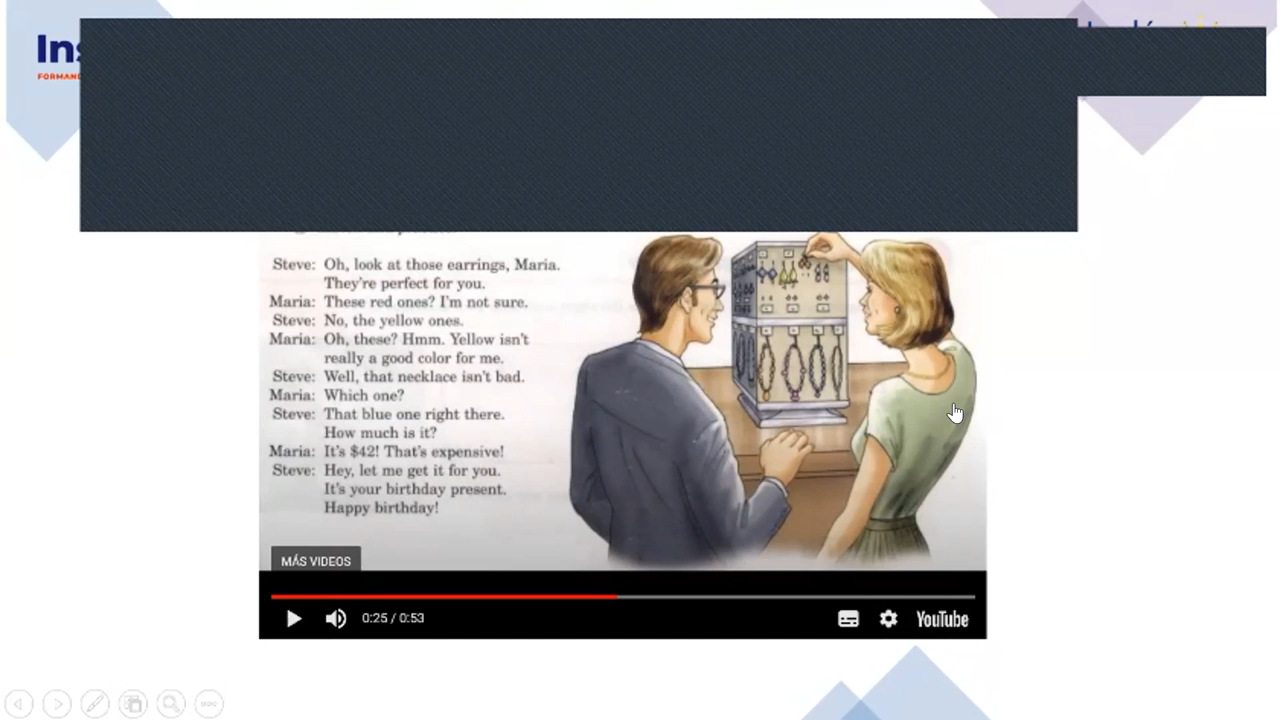 FORMAND
Steve: Oh, look at those earrings, Maria.
They're perfect for you.
Maria: These red ones? I'm not sure.
Steve: No, the yellow ones.
Maria: Oh, these? Hmm. Yellow isn't
really a good color for me.
Steve: Well, that necklace isn't bad.
Maria: Which one?
Steve: That blue one right there.
How much is it?
Maria: It's $42! That's expensive!
Steve: Hey, let me get it for you.
It's your birthday present.
Happy birthday!
MÁS VIDEOS
0:25 / 0:53
YouTube